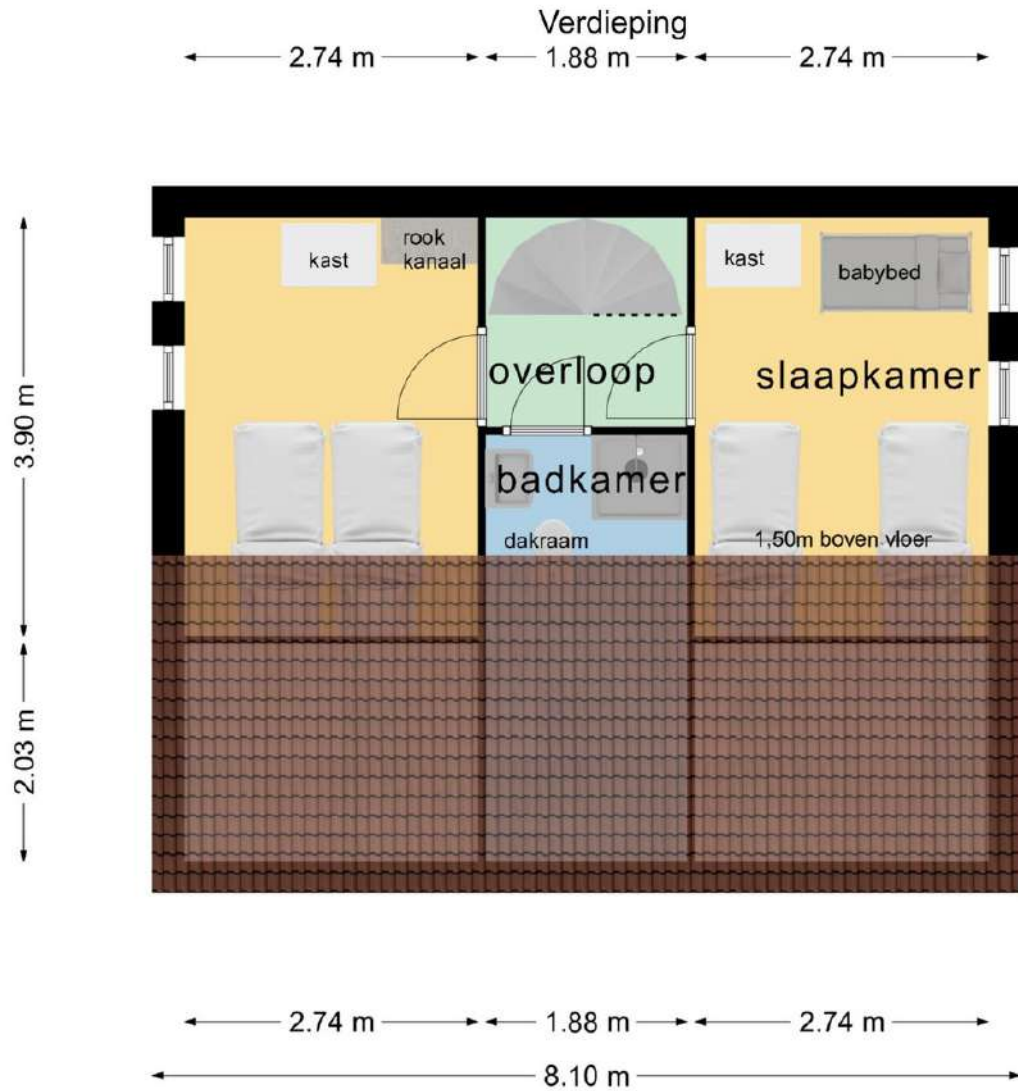 Verdieping
2.74 m
1.88 m
2.74 m
rook
kanaal
kast
kast
babybed
3.90 m
overloop
slaapkamer
badkamer
dakraam
1,50m boven vloer
2.03 m
2.74 m
1.88 m
2.74 m
8.10 m